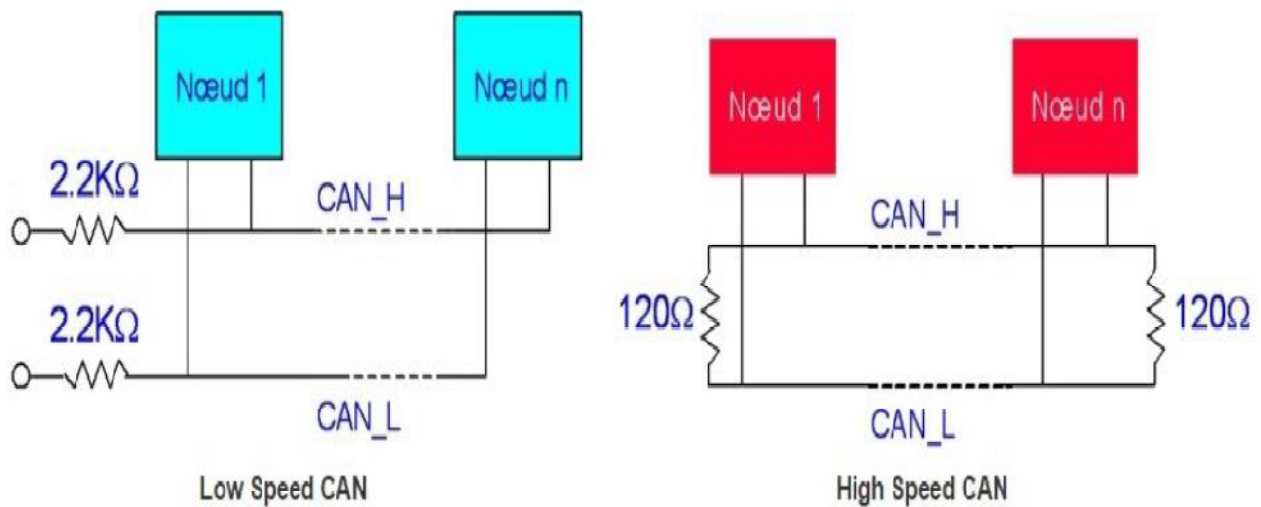 Nœud 1
Nœud n
2.2KΩ
CAN_H
2.2KΩ
CAN_L
Low Speed CAN
Nœud 1
Nœud n
CAN_H
120Ω
120Ω
CAN_L
High Speed CAN